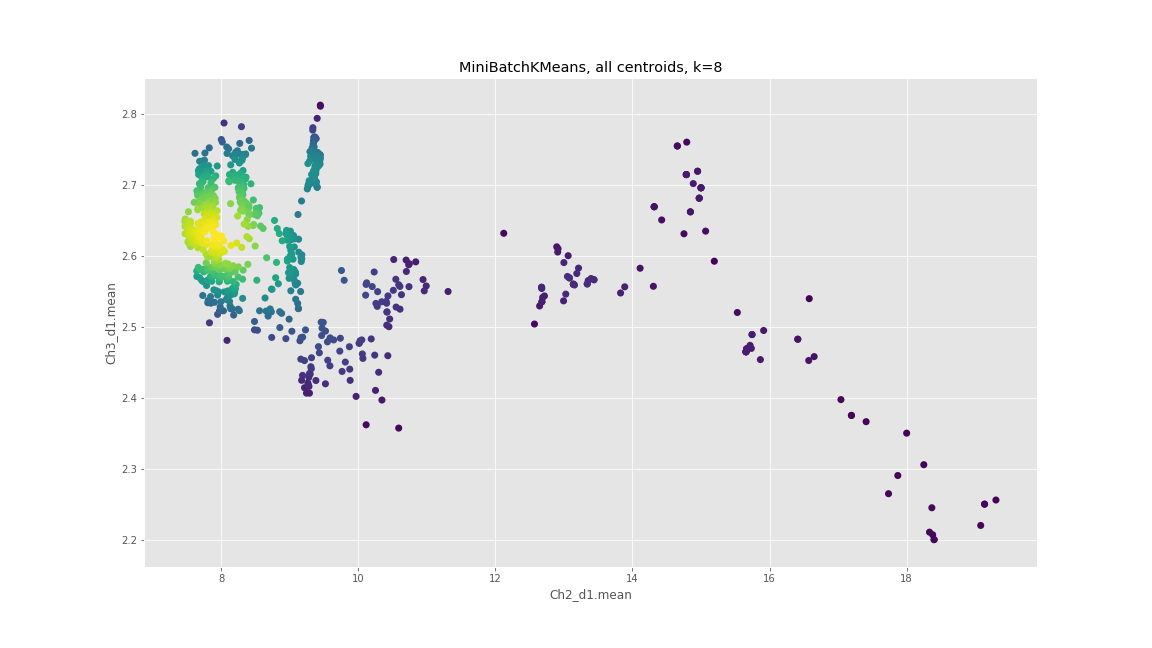 MiniBatchKMeans, all centroids, k=8
2.8
2.7
2.6
2.5
2.4
2.3
2.2
Ch3_d1.mean
8 10 12 14 16 18
Ch2_d1.mean